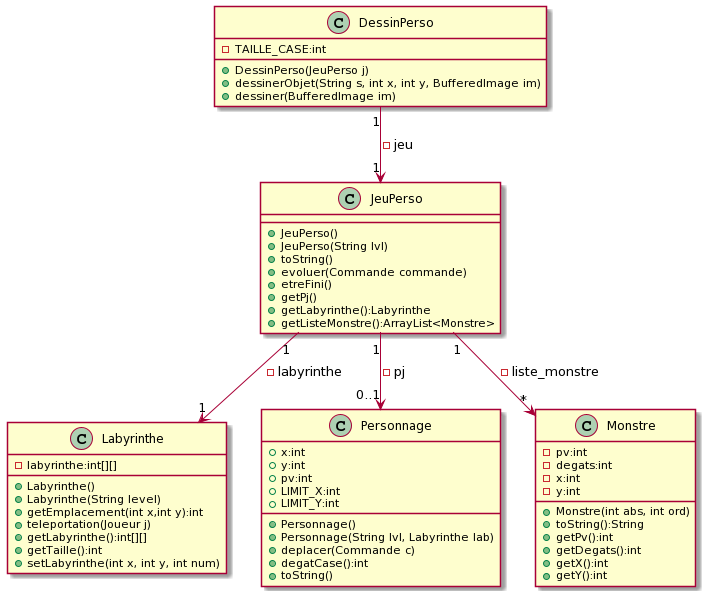 C DessinPerso
TAILLE_CASE:int
DessinPerso(JeuPerso j)
dessinerObjet(String s, int x, int y, BufferedImage im)
dessiner(BufferedImage im)
1
jeu
1
C JeuPerso
JeuPerso()
JeuPerso(String lvl)
toString()
evoluer(Commande commande)
etreFini()
getPj()
getLabyrinthe():Labyrinthe
getListeMonstre():ArrayList<Monstre>
1 1 1
labyrinthe pj liste_monstre
1 0..1 *
C Labyrinthe
labyrinthe:int[][]
Labyrinthe()
Labyrinthe(String level)
getEmplacement(int x,int y):int
teleportation(Joueur j)
getLabyrinthe():int[][]
getTaille():int
setLabyrinthe(int x, int y, int num)
C Personnage
x:int
y:int
pv:int
LIMIT_X:int
LIMIT_Y:int
Personnage()
Personnage(String lvl, Labyrinthe lab)
deplacer(Commande c)
degatCase():int
toString()
C Monstre
pv:int
degats:int
x:int
y:int
Monstre(int abs, int ord)
toString():String
getPv():int
getDegats():int
getX():int
getY():int